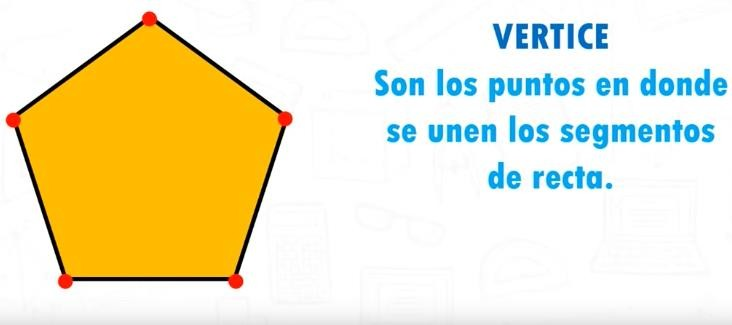 VERTICE
Son los puntos en donde
se unen los segmentos
de recta.